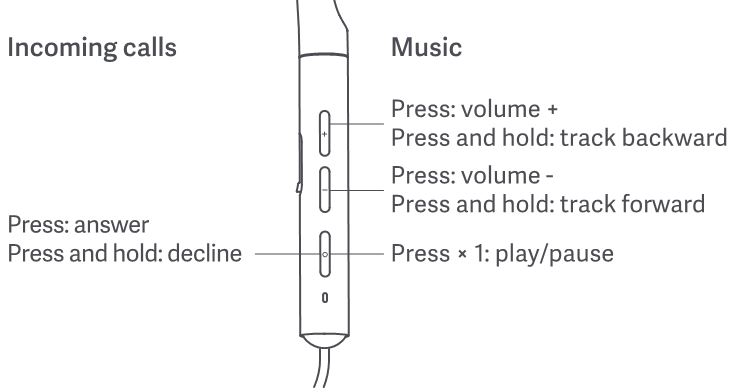 Incoming calls
Press: answer
Press and hold: decline
Music
Press: volume +
Press and hold: track backward
Press: volume -
Press and hold: track forward
Press × 1: play/pause
+
-